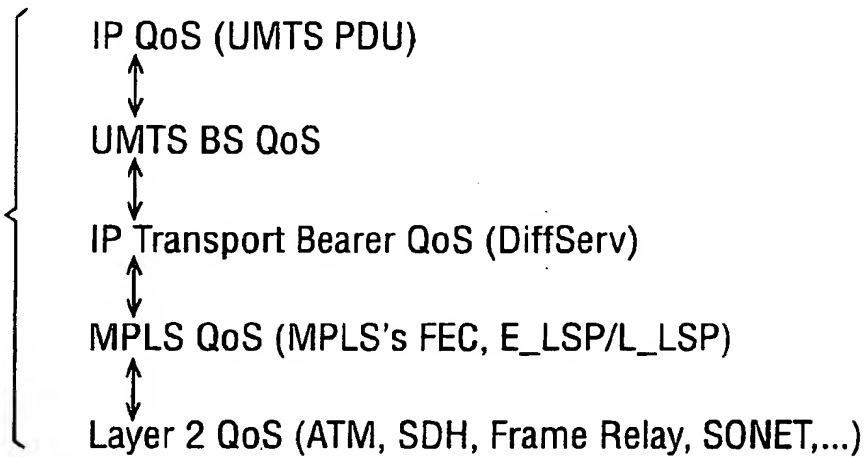 IP QoS (UMTS PDU)
UMTS BS QoS
IP Transport Bearer QoS (DiffServ)
MPLS QoS (MPLS's FEC, E_LSP/L_LSP)
Layer 2 QoS (ATM, SDH, Frame Relay, SONET,...)